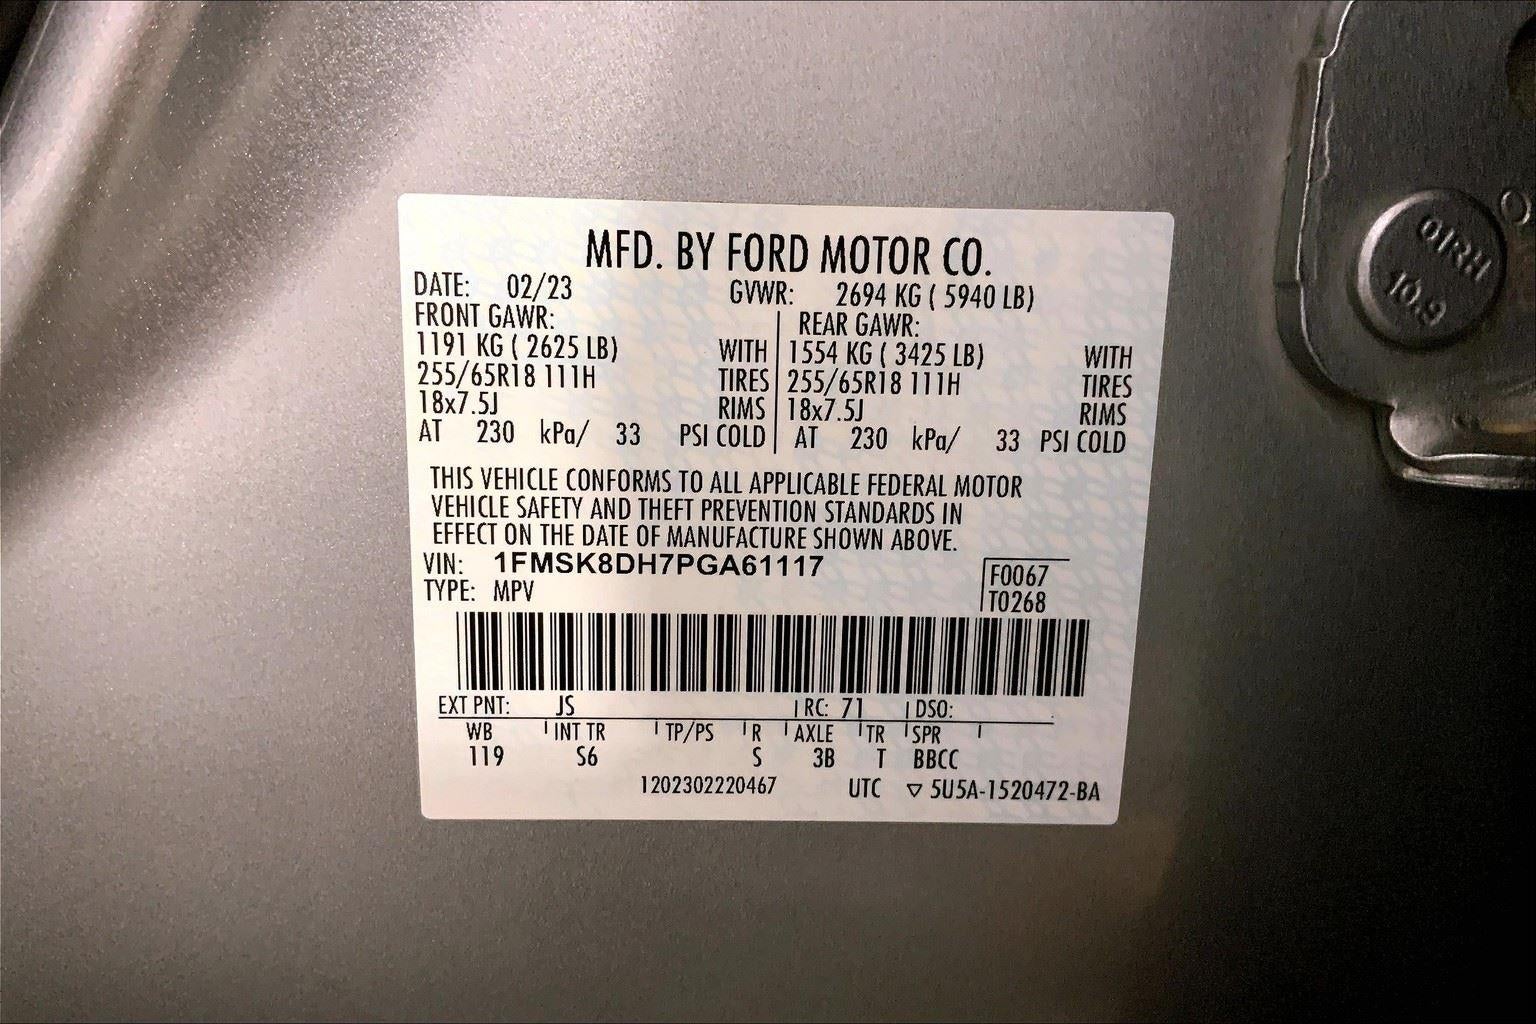 MFD. BY FORD MOTOR CO.
DATE: 02/23 GVWR: 2694 KG ( 5940 LB)
FRONT GAWR: REAR GAWR:
1191 KG ( 2625 LB) WITH 1554 KG ( 3425 LB) WITH
255/65R18 111H TIRES 255/65R18 111H TIRES
18x7.5J RIMS 18x7.5J RIMS
AT 230 kPa/ 33 PSI COLD AT 230 kPa/ 33 PSI COLD
THIS VEHICLE CONFORMS TO ALL APPLICABLE FEDERAL MOTOR
VEHICLE SAFETY AND THEFT PREVENTION STANDARDS IN
EFFECT ON THE DATE OF MANUFACTURE SHOWN ABOVE.
VIN: 1FMSK8DH7PGA61117
TYPE: MPV
F0067
T0268
EXT PNT: JS RC: 71 DSO:
WB INT TR TP/PS R AXLE TR SPR
119 S6 S 3B T BBCC
1202302220467 UTC ▽ 5U5A-1520472-BA
10.9